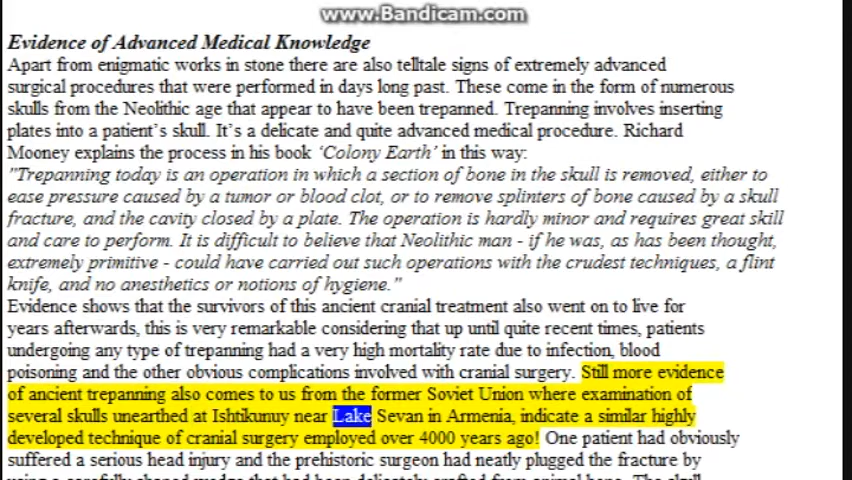 www.Bandicam.com
Evidence of Advanced Medical Knowledge
Apart from enigmatic works in stone there are also telltale signs of extremely advanced
surgical procedures that were performed in days long past. These come in the form of numerous
skulls from the Neolithic age that appear to have been trepanned. Trepanning involves inserting
plates into a patient's skull. It's a delicate and quite advanced medical procedure. Richard
Mooney explains the process in his book 'Colony Earth' in this way:
"Trepanning today is an operation in which a section of bone in the skull is removed, either to
ease pressure caused by a tumor or blood clot, or to remove splinters of bone caused by a skull
fracture, and the cavity closed by a plate. The operation is hardly minor and requires great skill
and care to perform. It is difficult to believe that Neolithic man - if he was, as has been thought,
extremely primitive - could have carried out such operations with the crudest techniques, a flint
knife, and no anesthetics or notions of hygiene."
Evidence shows that the survivors of this ancient cranial treatment also went on to live for
years afterwards, this is very remarkable considering that up until quite recent times, patients
undergoing any type of trepanning had a very high mortality rate due to infection, blood
poisoning and the other obvious complications involved with cranial surgery. Still more evidence
of ancient trepanning also comes to us from the former Soviet Union where examination of
several skulls unearthed at Ishtikunuy near Lake Sevan in Armenia, indicate a similar highly
developed technique of cranial surgery employed over 4000 years ago! One patient had obviously
suffered a serious head injury and the prehistoric surgeon had neatly plugged the fracture by
using a carefully shaped wedge that had been delicately crafted from animal bone. The skull